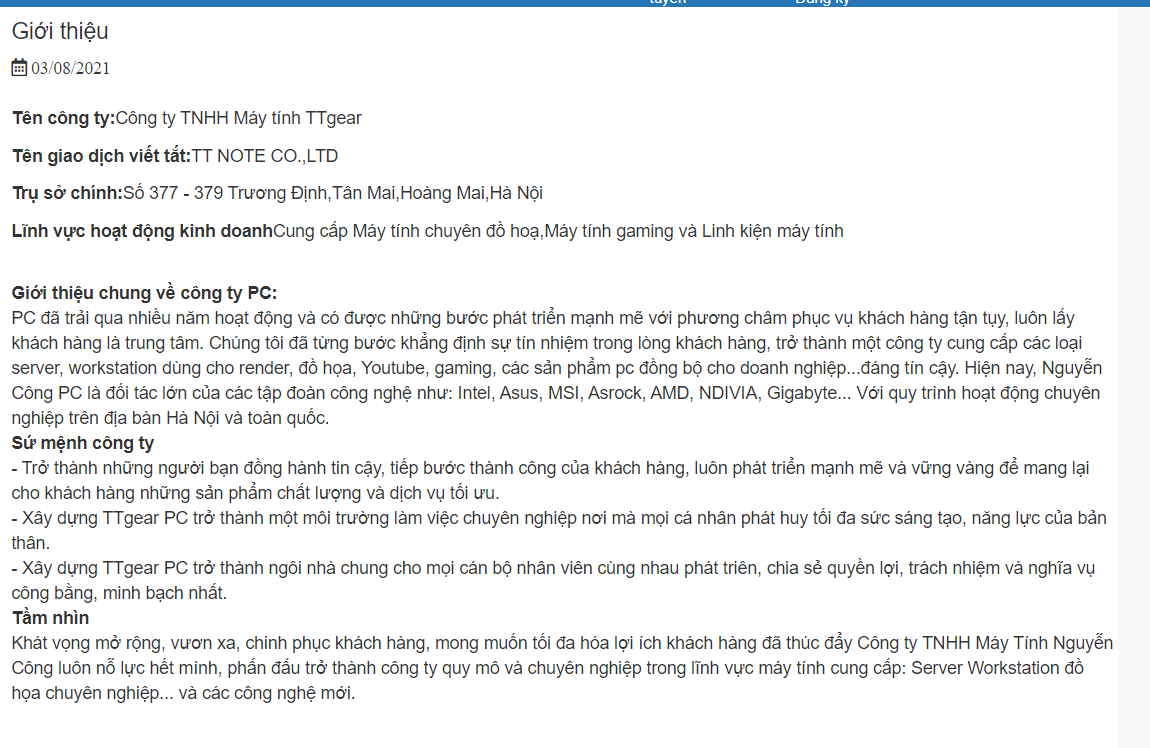 Giới thiệu
03/08/2021
Tên công ty:Công ty TNHH Máy tính TTgear
Tên giao dịch viết tắt:TT NOTE CO.,LTD
Trụ sở chính:Số 377 - 379 Trương Định,Tân Mai,Hoàng Mai,Hà Nội
Lĩnh vực hoạt động kinh doanhCung cấp Máy tính chuyên đồ hoạ,Máy tính gaming và Linh kiện máy tính
Giới thiệu chung về công ty PC:
PC đã trải qua nhiều năm hoạt động và có được những bước phát triển mạnh mẽ với phương châm phục vụ khách hàng tận tụy, luôn lấy
khách hàng là trung tâm. Chúng tôi đã từng bước khẳng định sự tín nhiệm trong lòng khách hàng, trở thành một công ty cung cấp các loại
server, workstation dùng cho render, đồ họa, Youtube, gaming, các sản phẩm pc đồng bộ cho doanh nghiệp...đáng tín cậy. Hiện nay, Nguyễn
Công PC là đối tác lớn của các tập đoàn công nghệ như: Intel, Asus, MSI, Asrock, AMD, NDIVIA, Gigabyte... Với quy trình hoạt động chuyên
nghiệp trên địa bàn Hà Nội và toàn quốc.
Sứ mệnh công ty
- Trở thành những người bạn đồng hành tin cậy, tiếp bước thành công của khách hàng, luôn phát triển mạnh mẽ và vững vàng để mang lại
cho khách hàng những sản phẩm chất lượng và dịch vụ tối ưu.
- Xây dựng TTgear PC trở thành một môi trường làm việc chuyên nghiệp nơi mà mọi cá nhân phát huy tối đa sức sáng tạo, năng lực của bản
thân.
- Xây dựng TTgear PC trở thành ngôi nhà chung cho mọi cán bộ nhân viên cùng nhau phát triên, chia sẻ quyền lợi, trách nhiệm và nghĩa vụ
công bằng, minh bạch nhất.
Tầm nhìn
Khát vọng mở rộng, vươn xa, chinh phục khách hàng, mong muốn tối đa hóa lợi ích khách hàng đã thúc đẩy Công ty TNHH Máy Tính Nguyễn
Công luôn nỗ lực hết mình, phấn đấu trở thành công ty quy mô và chuyên nghiệp trong lĩnh vực máy tính cung cấp: Server Workstation đồ
họa chuyên nghiệp... và các công nghệ mới.